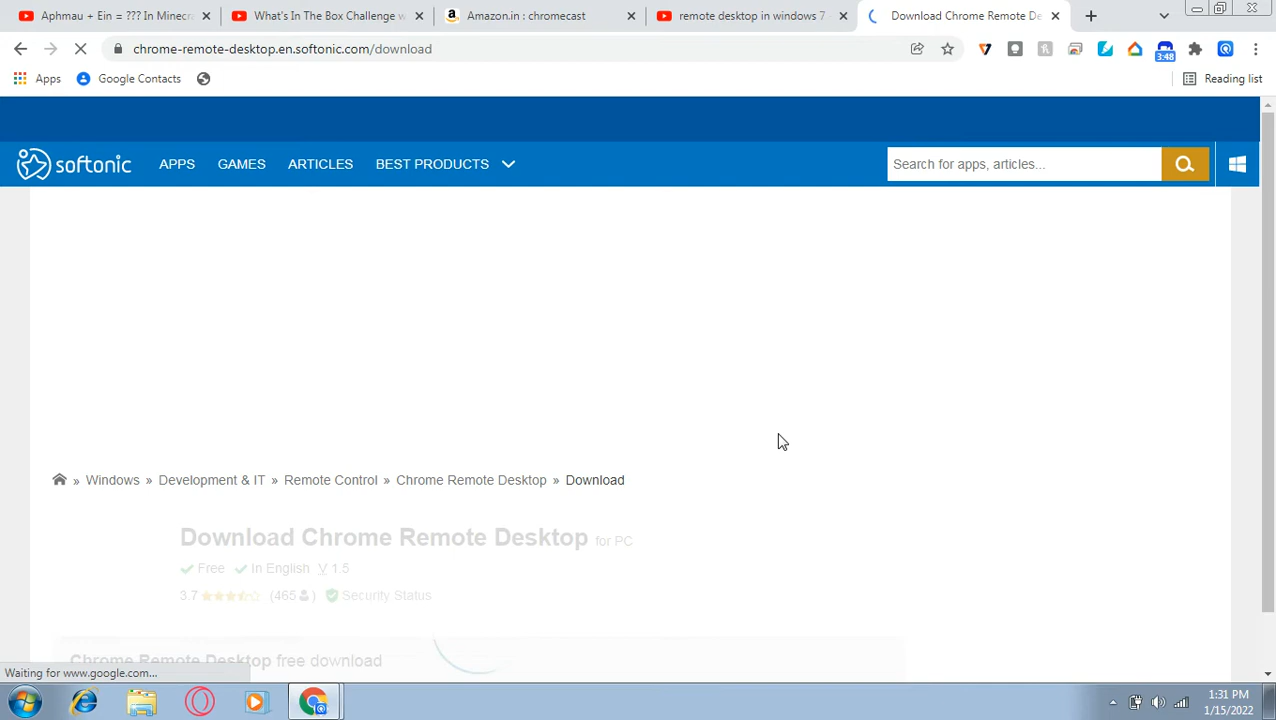 Aphmau + Ein = ??? In Minecr
What's In The Box Challenge
Amazon.in : chromecast
remote desktop in windows 7
Download Chrome Remote De
chrome-remote-desktop.en.softonic.com/download
3:48
Apps
Google Contacts
Reading list
softonic
APPS
GAMES
ARTICLES
BEST PRODUCTS
Search for apps, articles...
» Windows » Development & IT » Remote Control » Chrome Remote Desktop » Download
Download Chrome Remote Desktop for PC
Free In English V 1.5
3.7 (465) Security Status
Chrome Remote Desktop free download
Waiting for www.google.com...
1:31 PM
1/15/2022